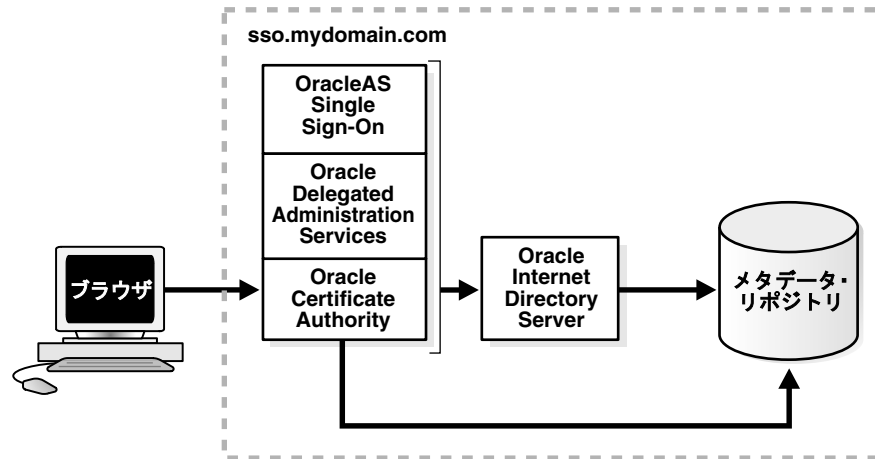 sso.mydomain.com
OracleAS
Single
Sign-On
Oracle
Delegated
Administration
Services
Oracle
Certificate
Authority
ブラウザ
Oracle
Internet
Directory
Server
メタデータ・
リポジトリ